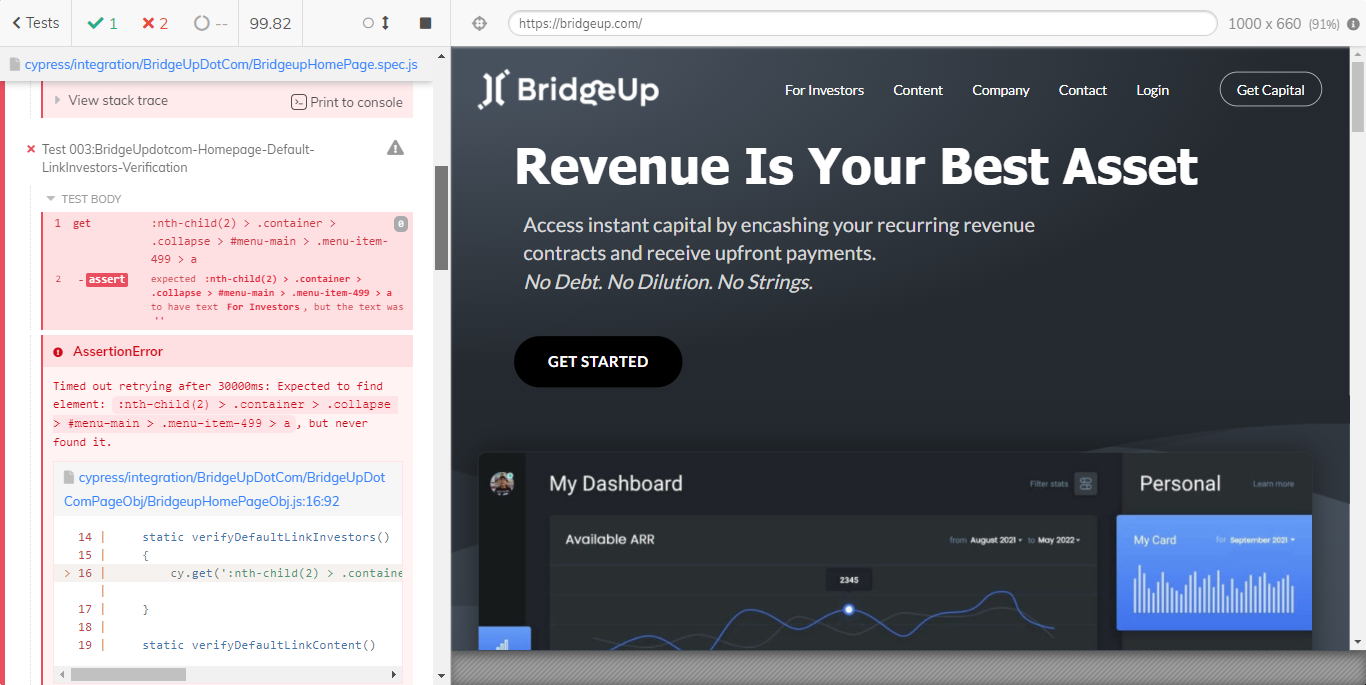 Tests
1
2
--
99.82
https://bridgeup.com/
1000 x 660 (91%)
cypress/integration/BridgeUpDotCom/BridgeupHomePage.spec.js
View stack trace
Print to console
Test 003:BridgeUpdotcom-Homepage-Default-
LinkInvestors-Verification
TEST BODY
1 get :nth-child(2) > .container > 0
.collapse > #menu-main > .menu-item-
499 > a
2 -assert expected :nth-child(2) > .container >
.collapse > #menu-main > .menu-item-499 > a
to have text For Investors, but the text was
''
AssertionError
Timed out retrying after 30000ms: Expected to find
element: :nth-child(2) > .container > .collapse
> #menu-main > .menu-item-499 > a, but never
found it.
cypress/integration/BridgeUpDotCom/BridgeUpDot
ComPageObj/BridgeupHomePageObj.js:16:92
14 | static verifyDefaultLinkInvestors()
15 | {
> 16 | cy.get(':nth-child(2) > .containe
|
17 | }
18 |
19 | static verifyDefaultLinkContent()
BridgeUp
For Investors
Content
Company
Contact
Login
Get Capital
Revenue Is Your Best Asset
Access instant capital by encashing your recurring revenue
contracts and receive upfront payments.
No Debt. No Dilution. No Strings.
GET STARTED
My Dashboard
Filter stats
Personal
Learn more
Available ARR
from August 2021 to May 2022
My Card
for September 2021
2345